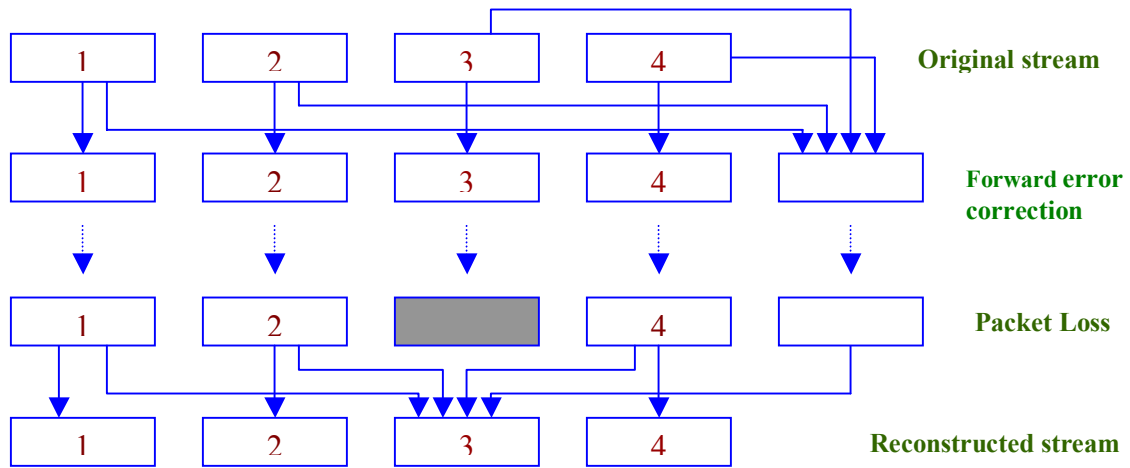 1 2 3 4 Original stream
1 2 3 4 Forward error
correction
1 2 4 Packet Loss
1 2 3 4 Reconstructed stream